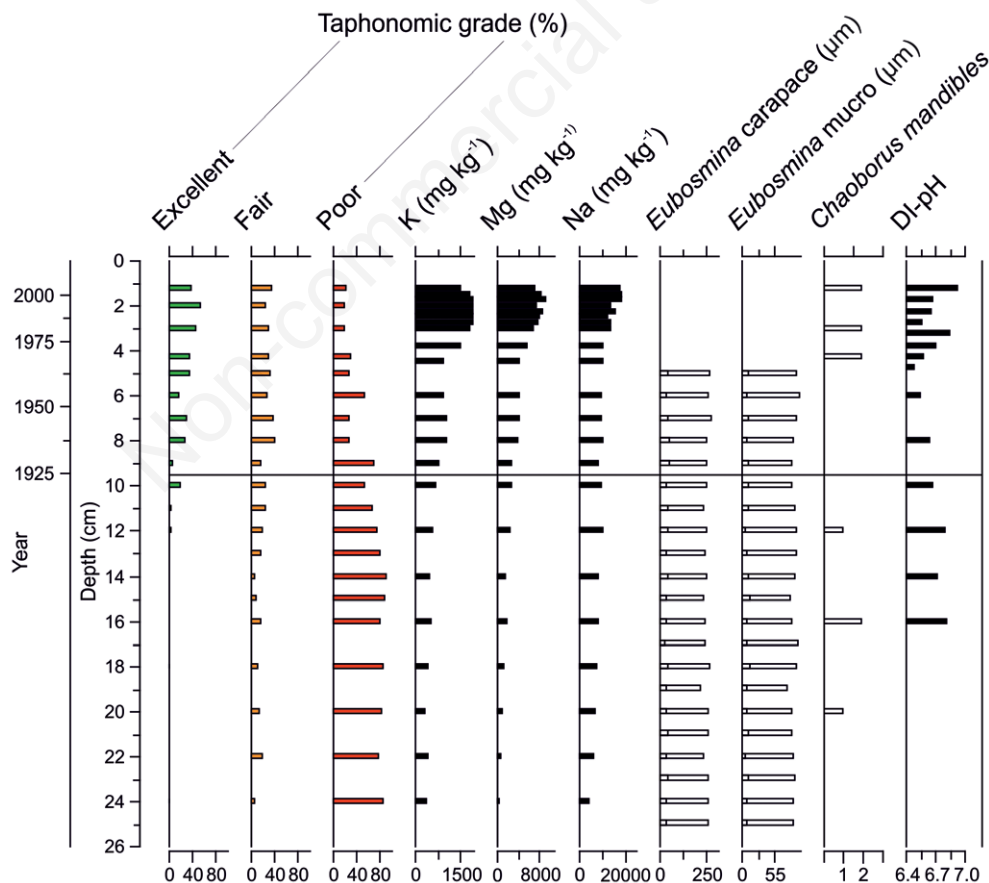 Taphonomic grade (%)
Excellent
Fair
Poor
K (mg kg⁻¹)
Mg (mg kg⁻¹)
Na (mg kg⁻¹)
Eubosmina carapace (µm)
Eubosmina mucro (µm)
Chaoborus mandibles
DI-pH
Non-commercial
Year
2000
1975
1950
1925
Depth (cm)
0
2
4
6
8
10
12
14
16
18
20
22
24
26
0 40 80
0 40 80
0 40 80
0 1500
0 8000
0 20000
0 250
0 55
1 2
6.4 6.7 7.0